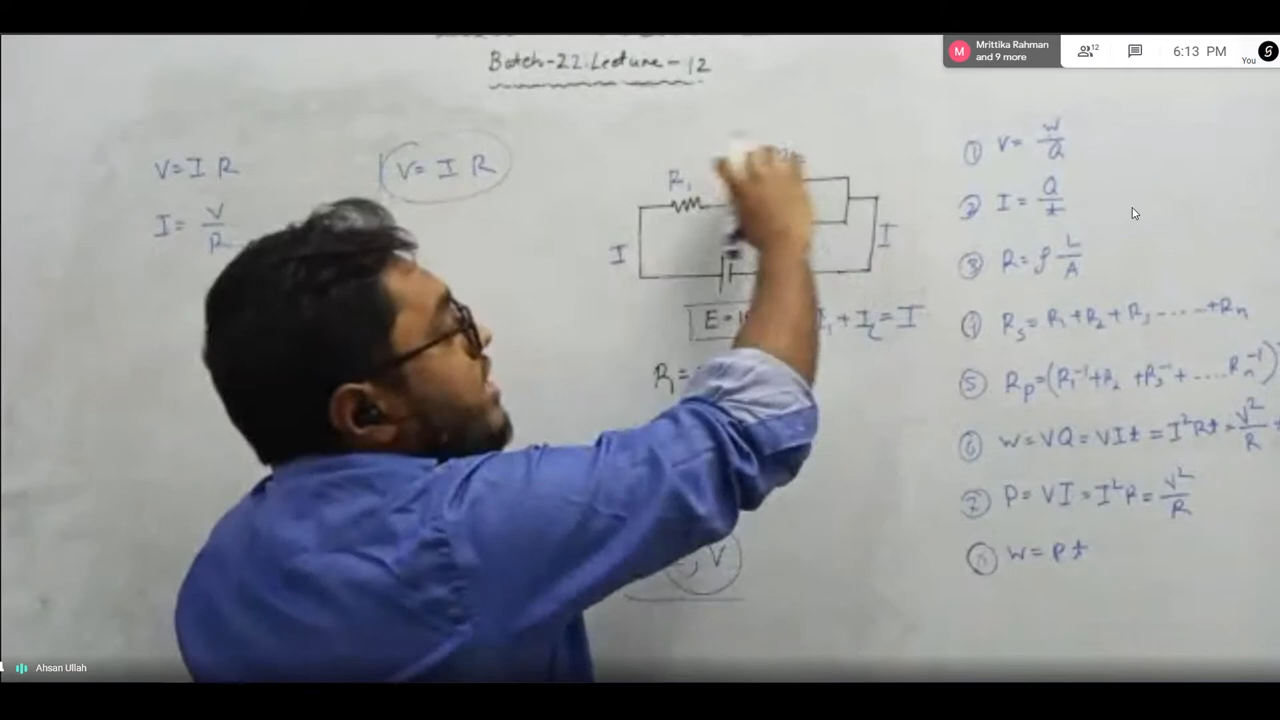 Batch-22. Lecture-12
Mrittika Rahman
and 9 more
12
6:13 PM
You
V = I R
I = V/R
V = I R
R₁
I
I
E = 1
I₁ + I₂ = I
R₁ =
V
① V = W/Q
② I = Q/t
③ R = ρ L/A
④ Rs = R₁ + R₂ + R₃ ...... + Rn
⑤ Rp = (R₁⁻¹ + R₂ + R₃⁻¹ + .... Rn⁻¹)
⑥ W = VQ = VIt = I²Rt = V²/R t
⑦ P = VI = I²R = V²/R
⑧ W = Pt
Ahsan Ullah